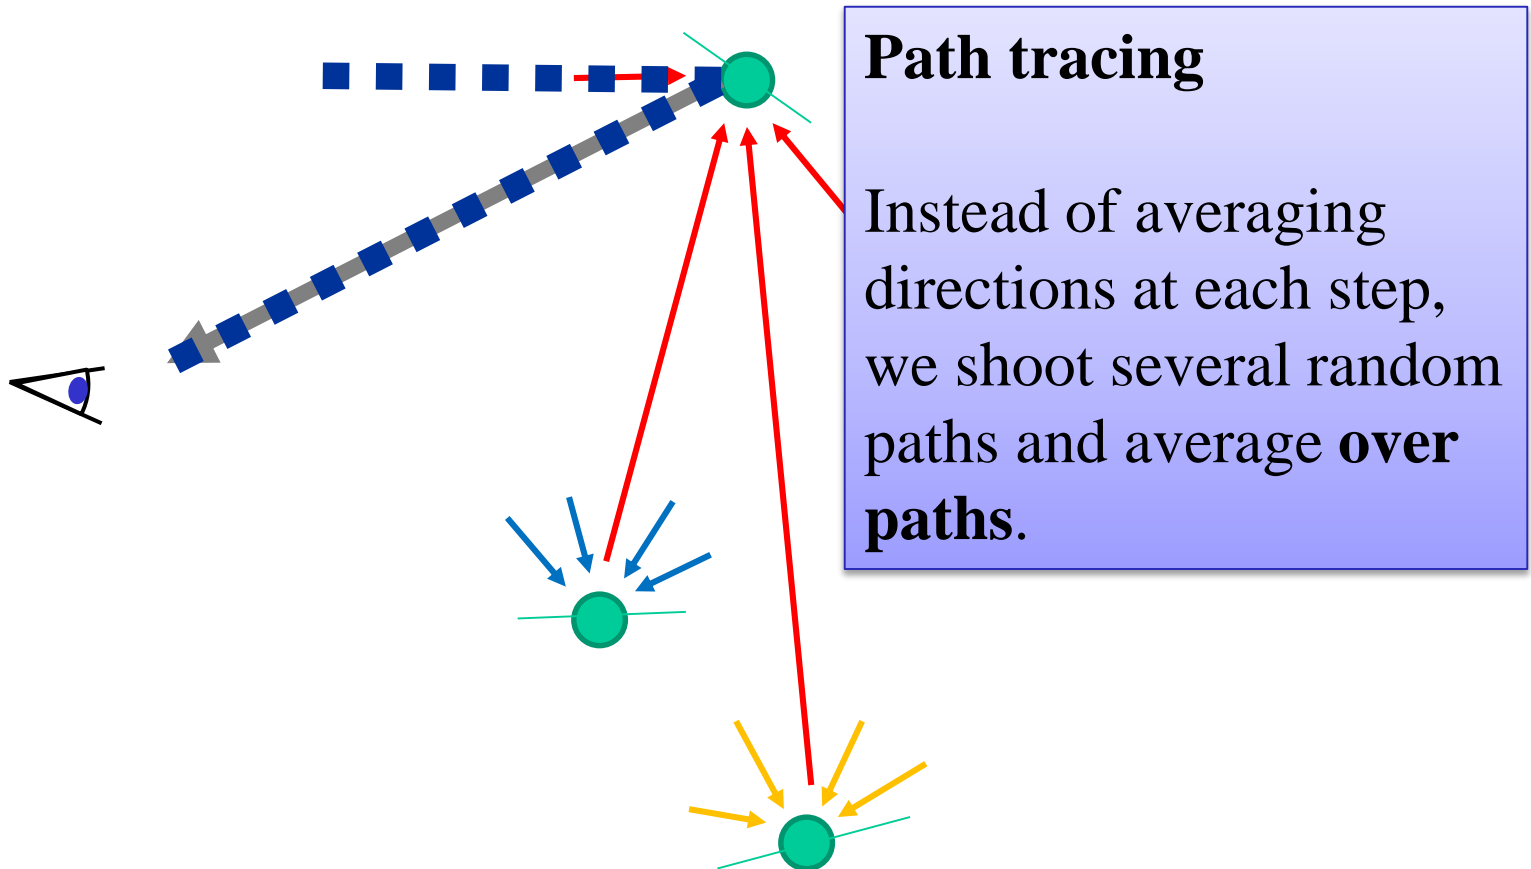 Path tracing
Instead of averaging
directions at each step,
we shoot several random
paths and average over
paths.